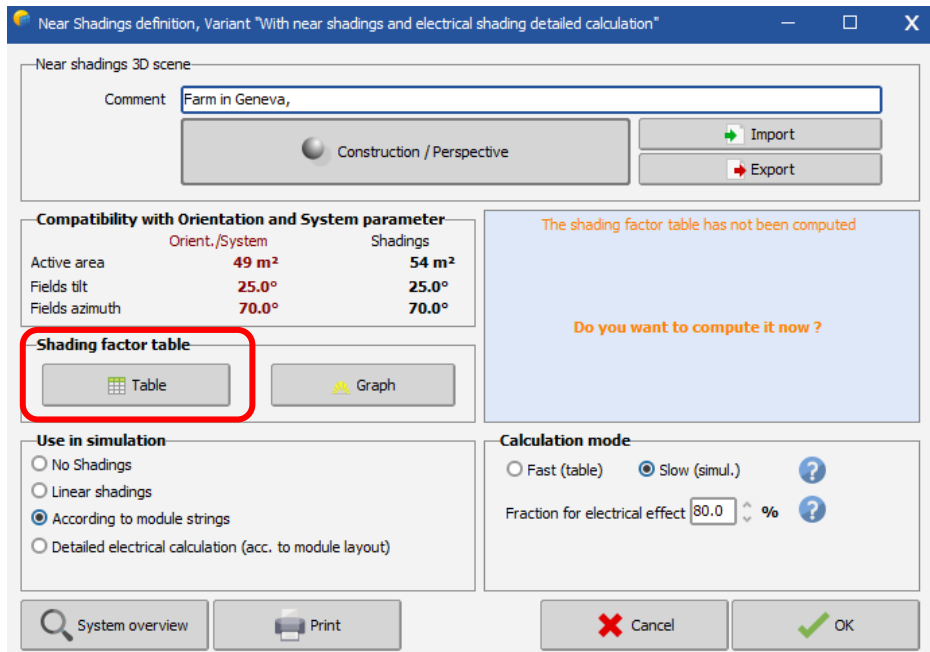 Near Shadings definition, Variant "With near shadings and electrical shading detailed calculation"
Near shadings 3D scene
Comment Farm in Geneva,
Construction / Perspective
Import
Export
Compatibility with Orientation and System parameter
Orient./System Shadings
Active area 49 m² 54 m²
Fields tilt 25.0° 25.0°
Fields azimuth 70.0° 70.0°
The shading factor table has not been computed
Do you want to compute it now ?
Shading factor table
Table Graph
Use in simulation
No Shadings
Linear shadings
According to module strings
Detailed electrical calculation (acc. to module layout)
Calculation mode
Fast (table) Slow (simul.) ?
Fraction for electrical effect 80.0 % ?
System overview Print Cancel OK